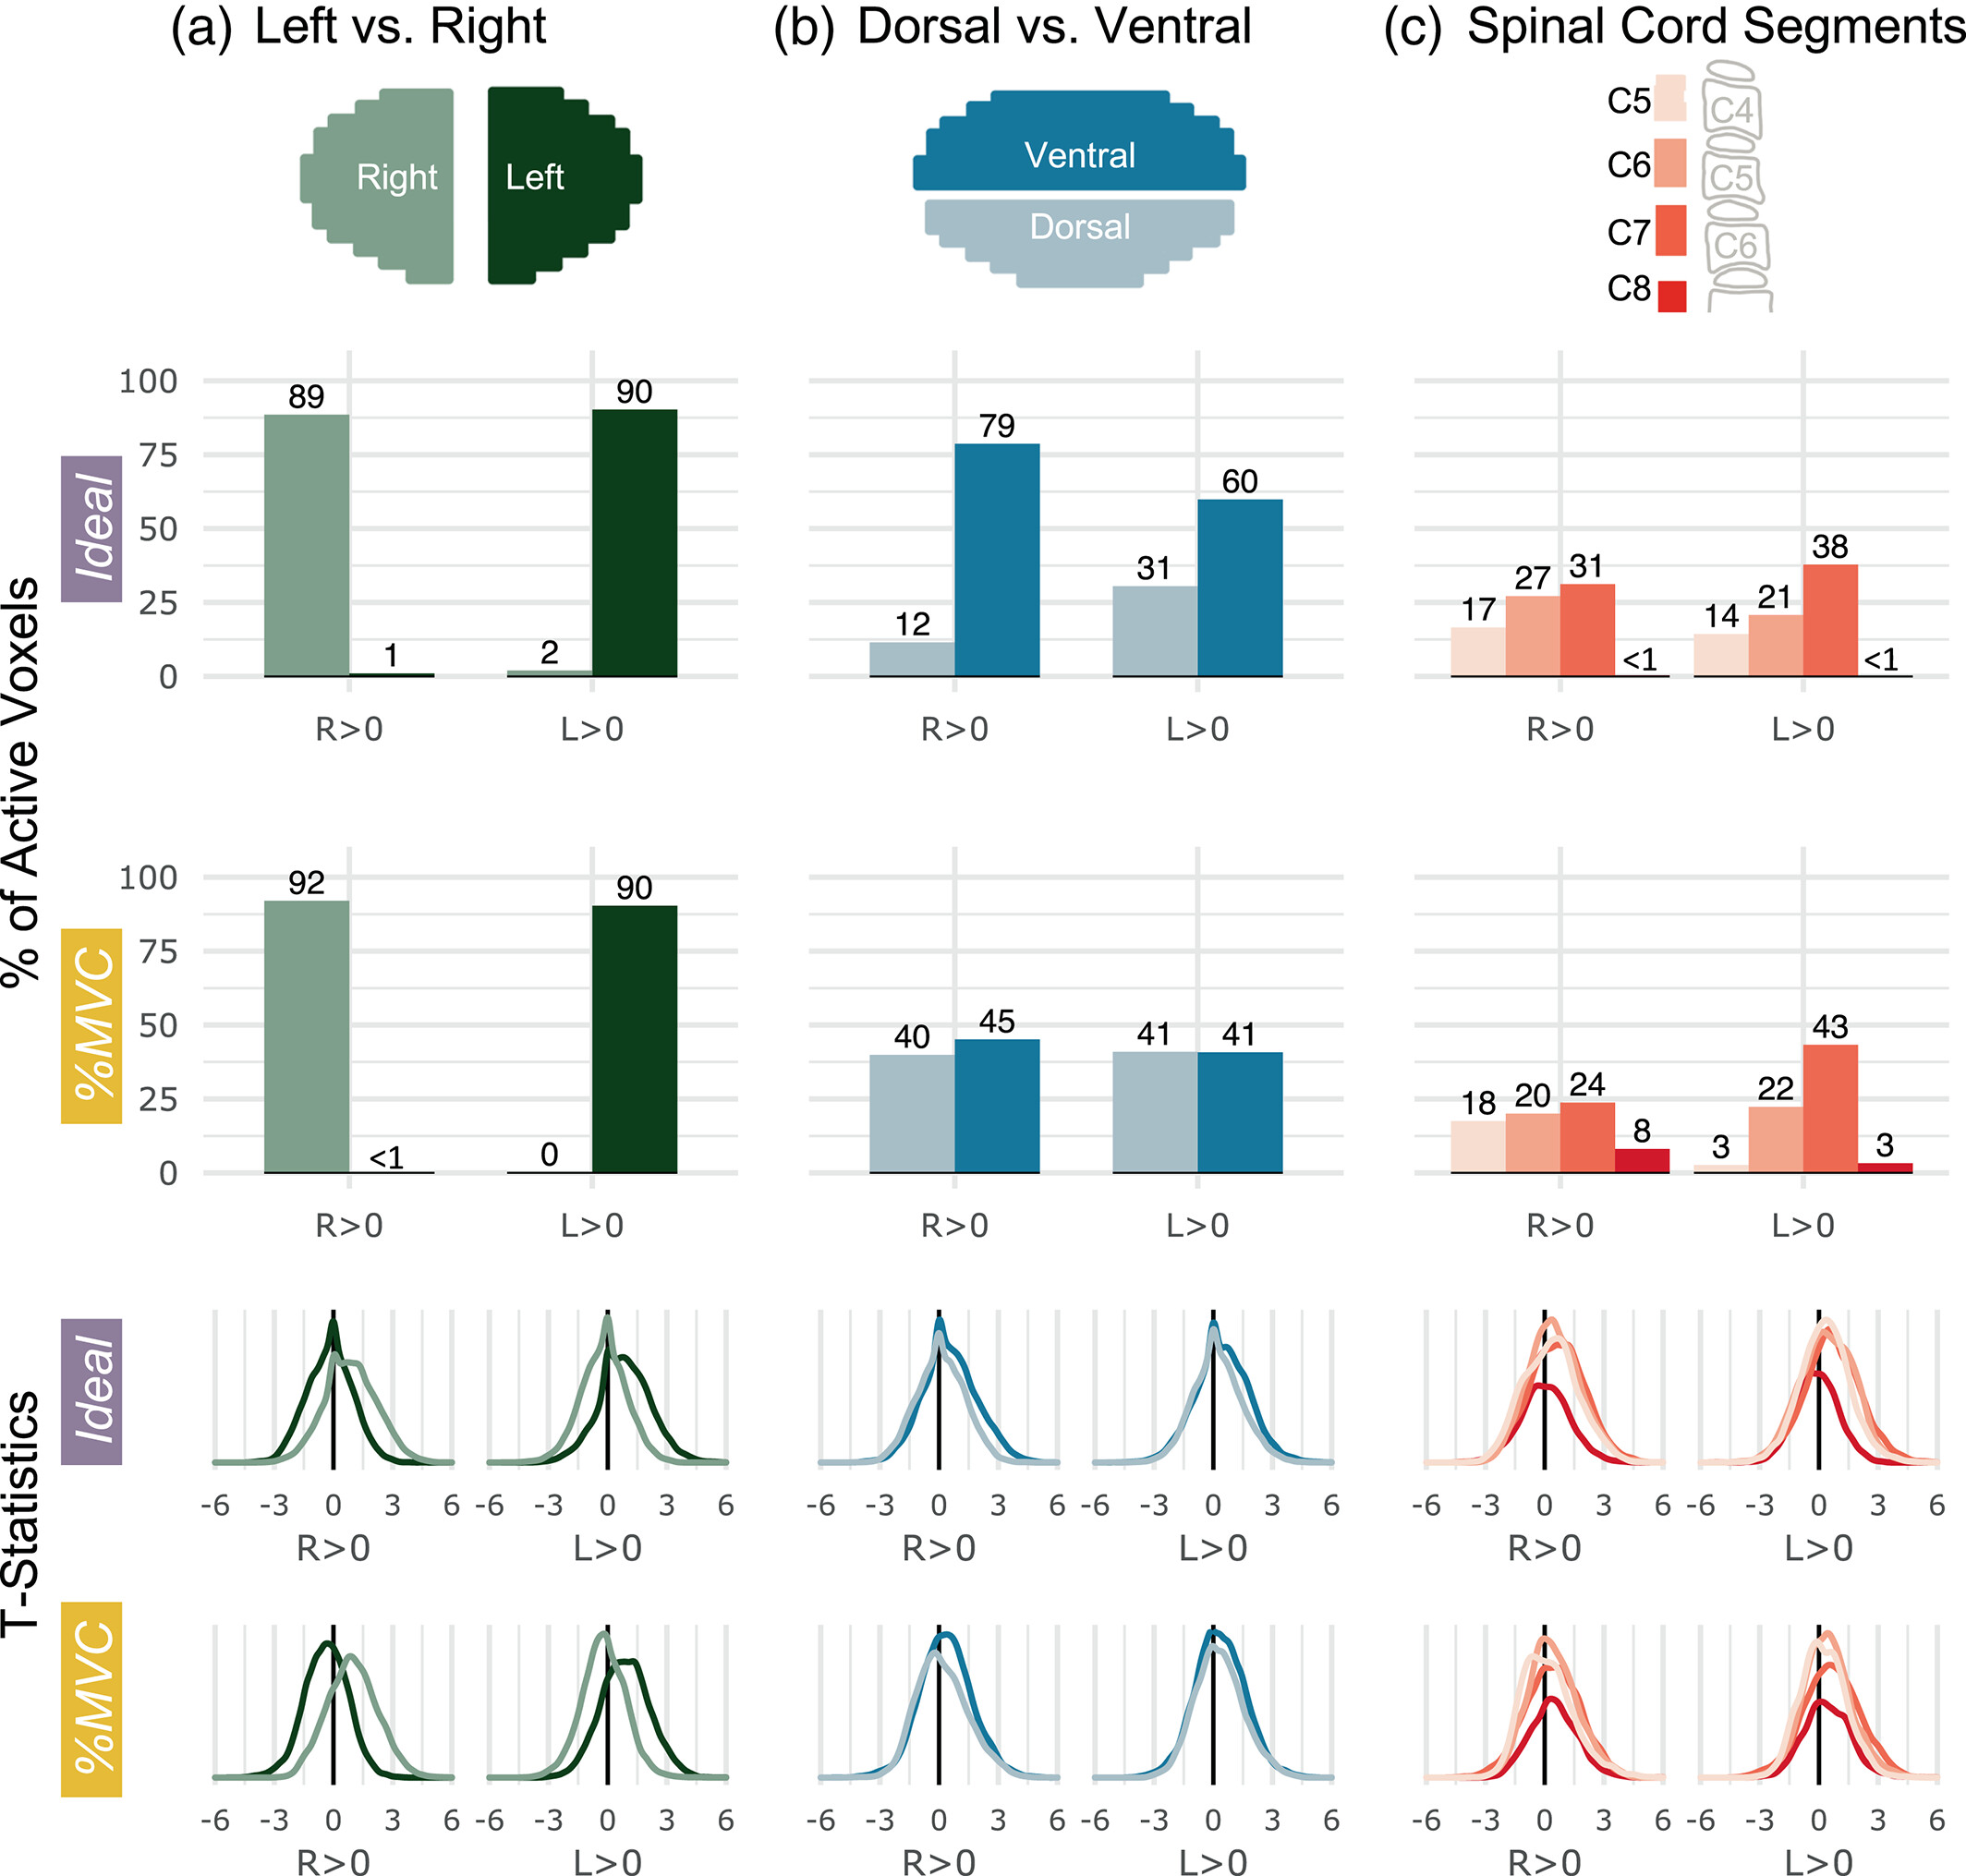 (a) Left vs. Right
(b) Dorsal vs. Ventral
(c) Spinal Cord Segments
Right
Left
Ventral
Dorsal
C5
C6
C7
C8
C4
C5
C6
% of Active Voxels
Ideal
100
75
50
25
0
89
1
2
90
R>0
L>0
12
79
31
60
R>0
L>0
17
27
31
<1
14
21
38
<1
R>0
L>0
%MVC
100
75
50
25
0
92
<1
0
90
R>0
L>0
40
45
41
41
R>0
L>0
18
20
24
8
3
22
43
3
R>0
L>0
T-Statistics
Ideal
-6 -3 0 3 6 -6 -3 0 3 6
R>0 L>0
-6 -3 0 3 6 -6 -3 0 3 6
R>0 L>0
-6 -3 0 3 6 -6 -3 0 3 6
R>0 L>0
%MVC
-6 -3 0 3 6 -6 -3 0 3 6
R>0 L>0
-6 -3 0 3 6 -6 -3 0 3 6
R>0 L>0
-6 -3 0 3 6 -6 -3 0 3 6
R>0 L>0